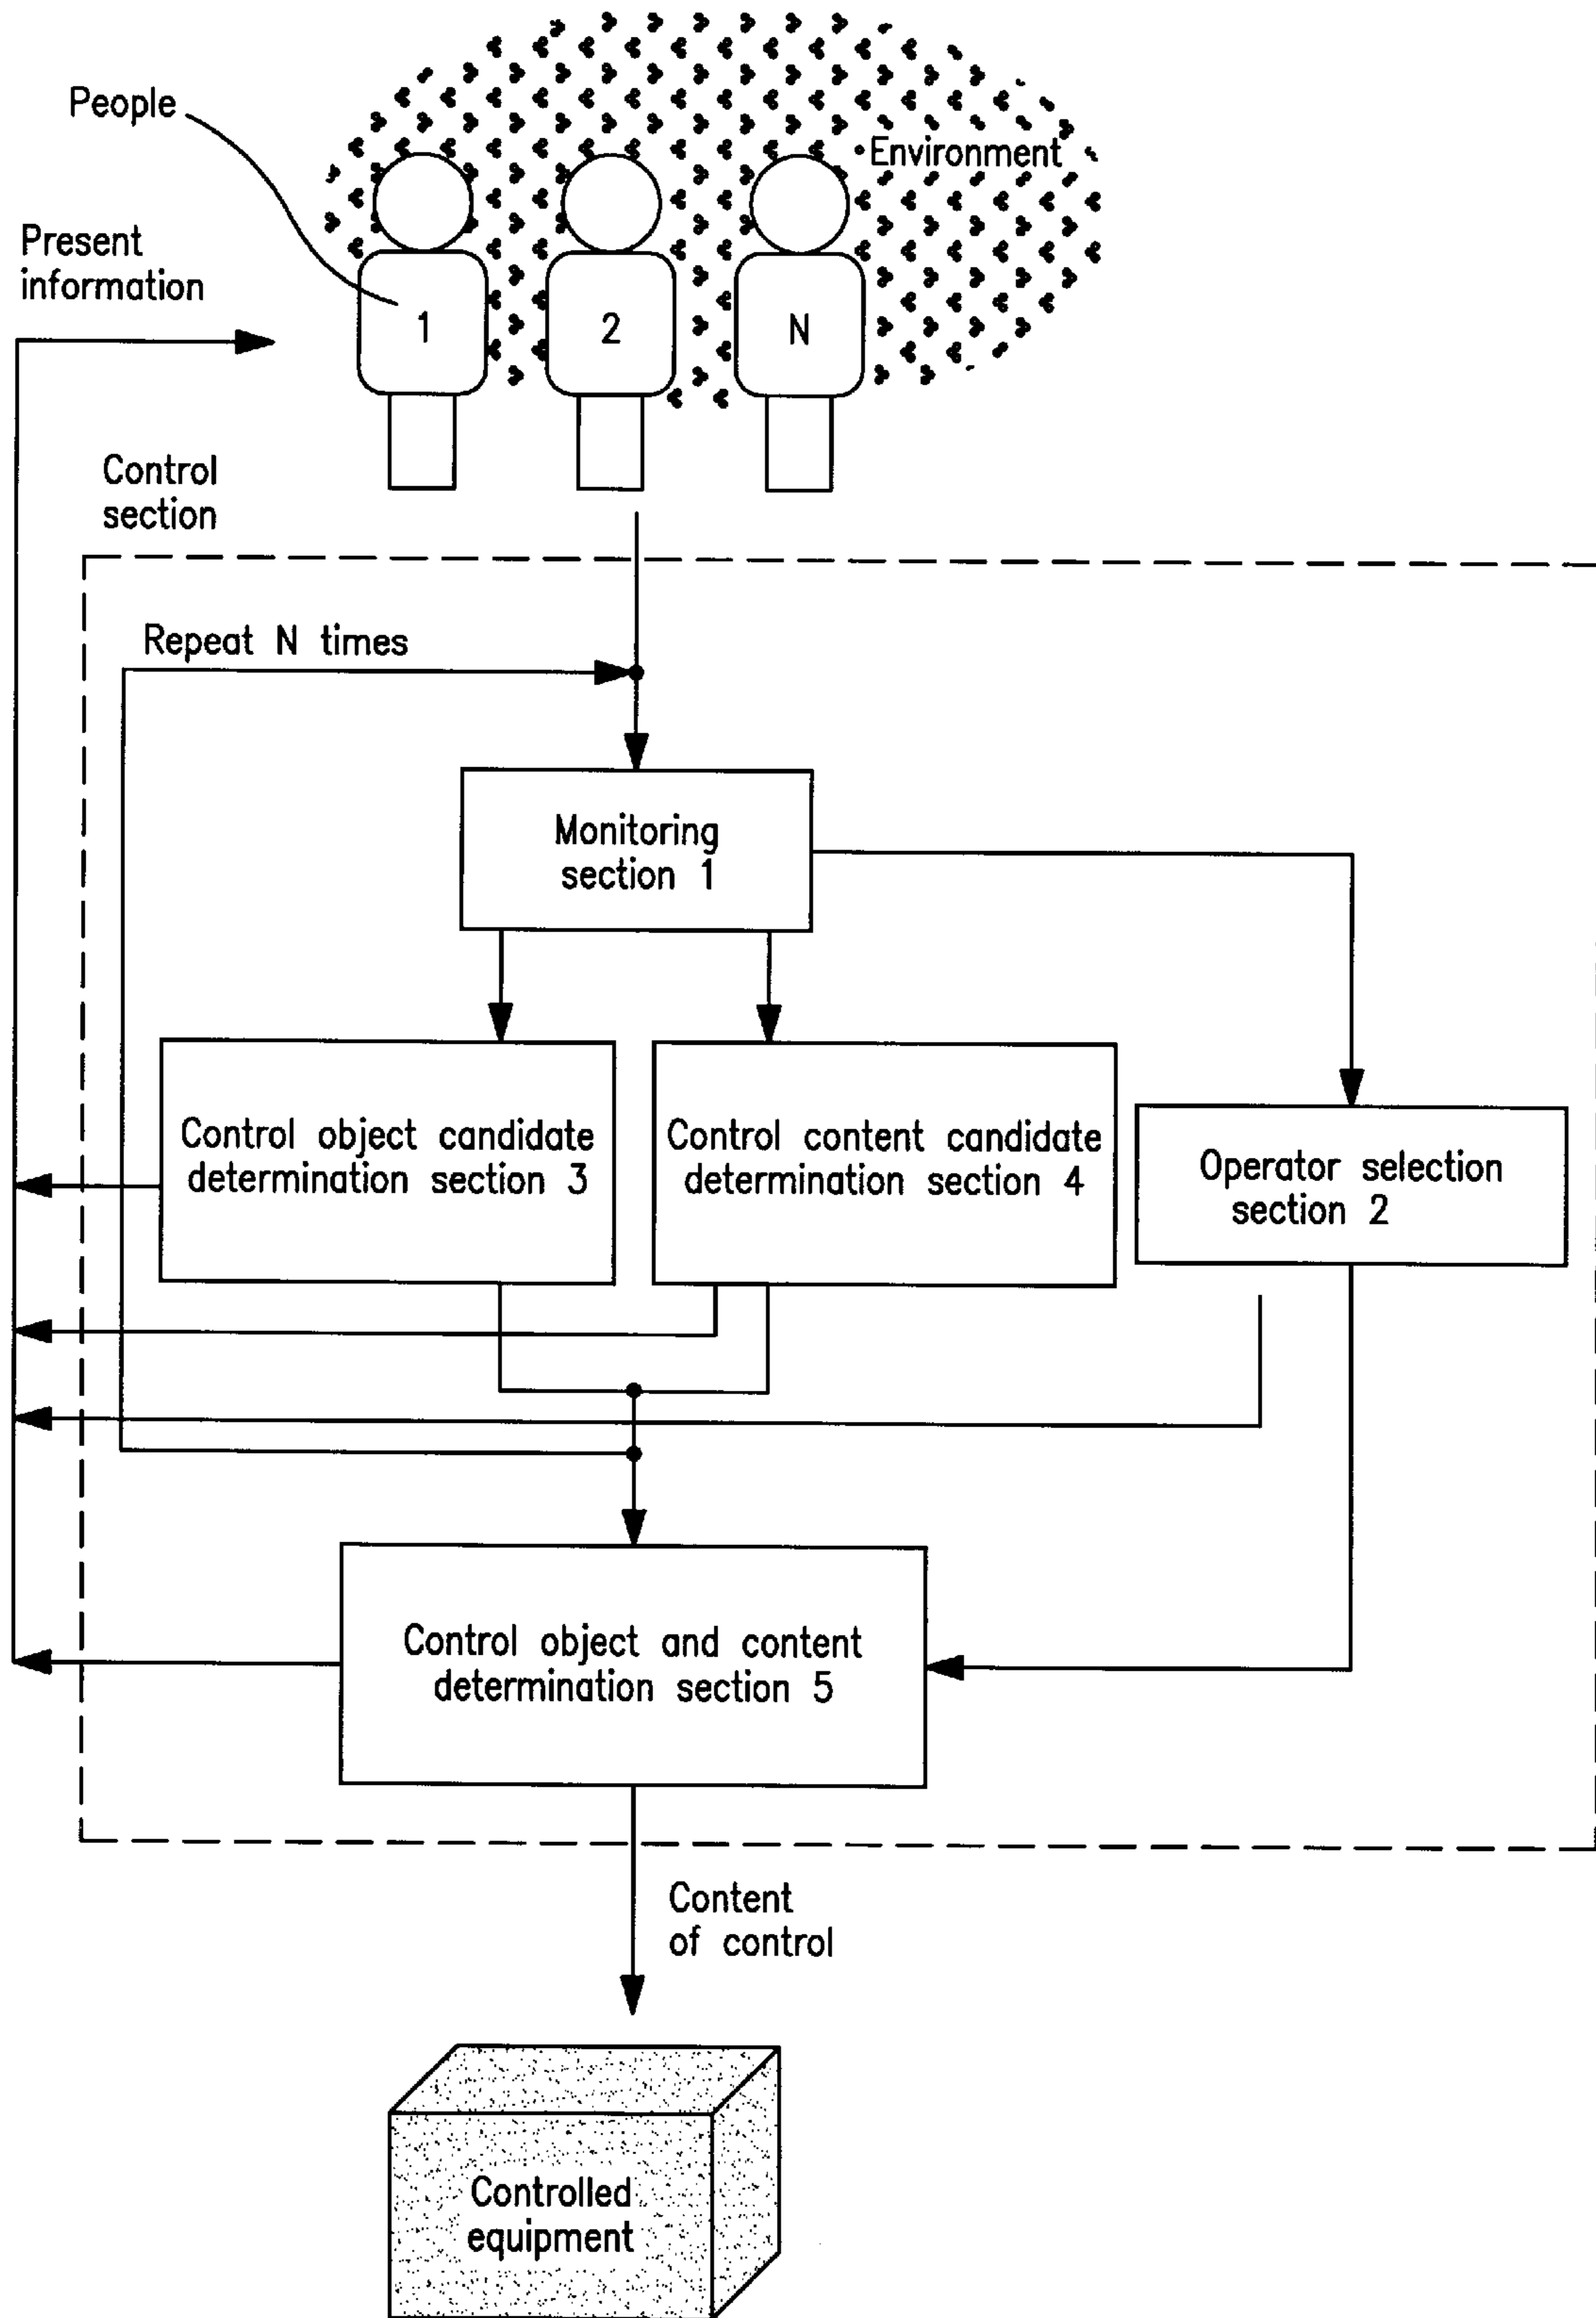 People
Environment
Present
information
1
2
N
Control
section
Repeat N times
Monitoring
section 1
Control object candidate
determination section 3
Control content candidate
determination section 4
Operator selection
section 2
Control object and content
determination section 5
Content
of control
Controlled
equipment